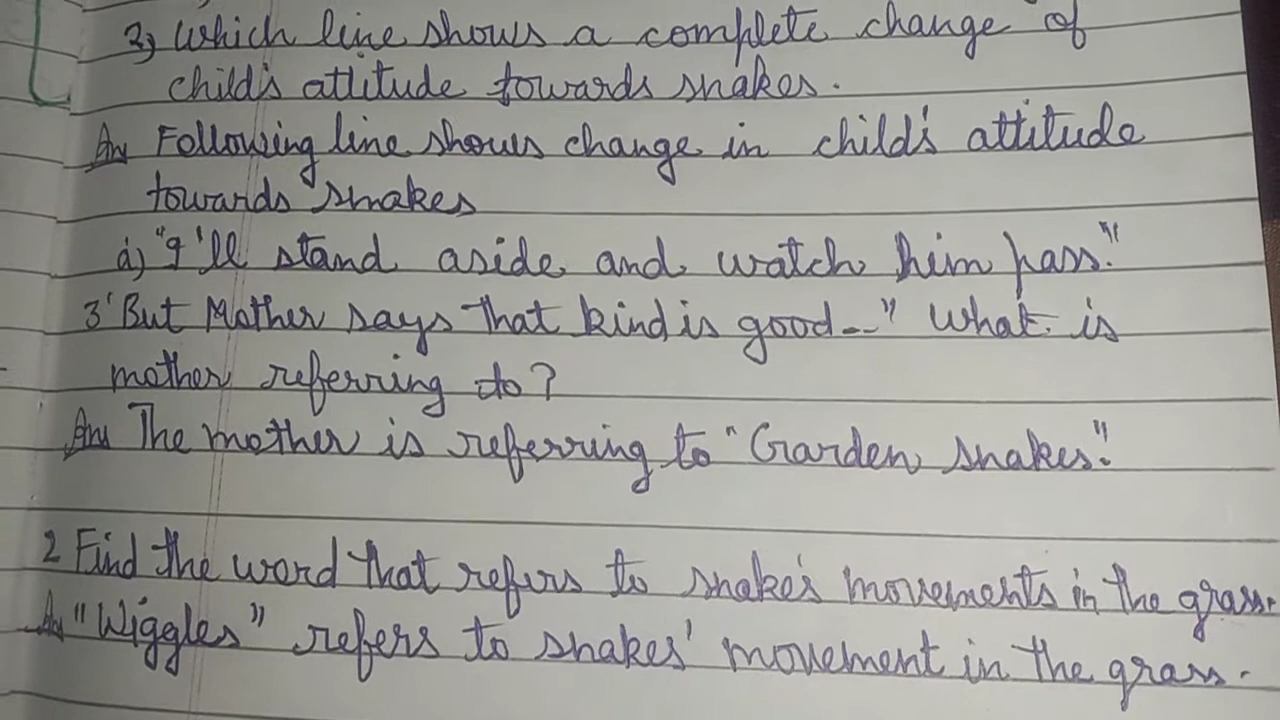 2) Which line shows a complete change of
child's attitude towards snakes.
Ans Following line shows change in child's attitude
towards snakes
a) "I'll stand aside and watch him pass."
3 'But Mother says that kind is good--" What is
mother referring to?
Ans The mother is referring to "Garden snakes."
2 Find the word that refers to snake's movements in the grass.
An "Wiggles" refers to snakes' movement in the grass.